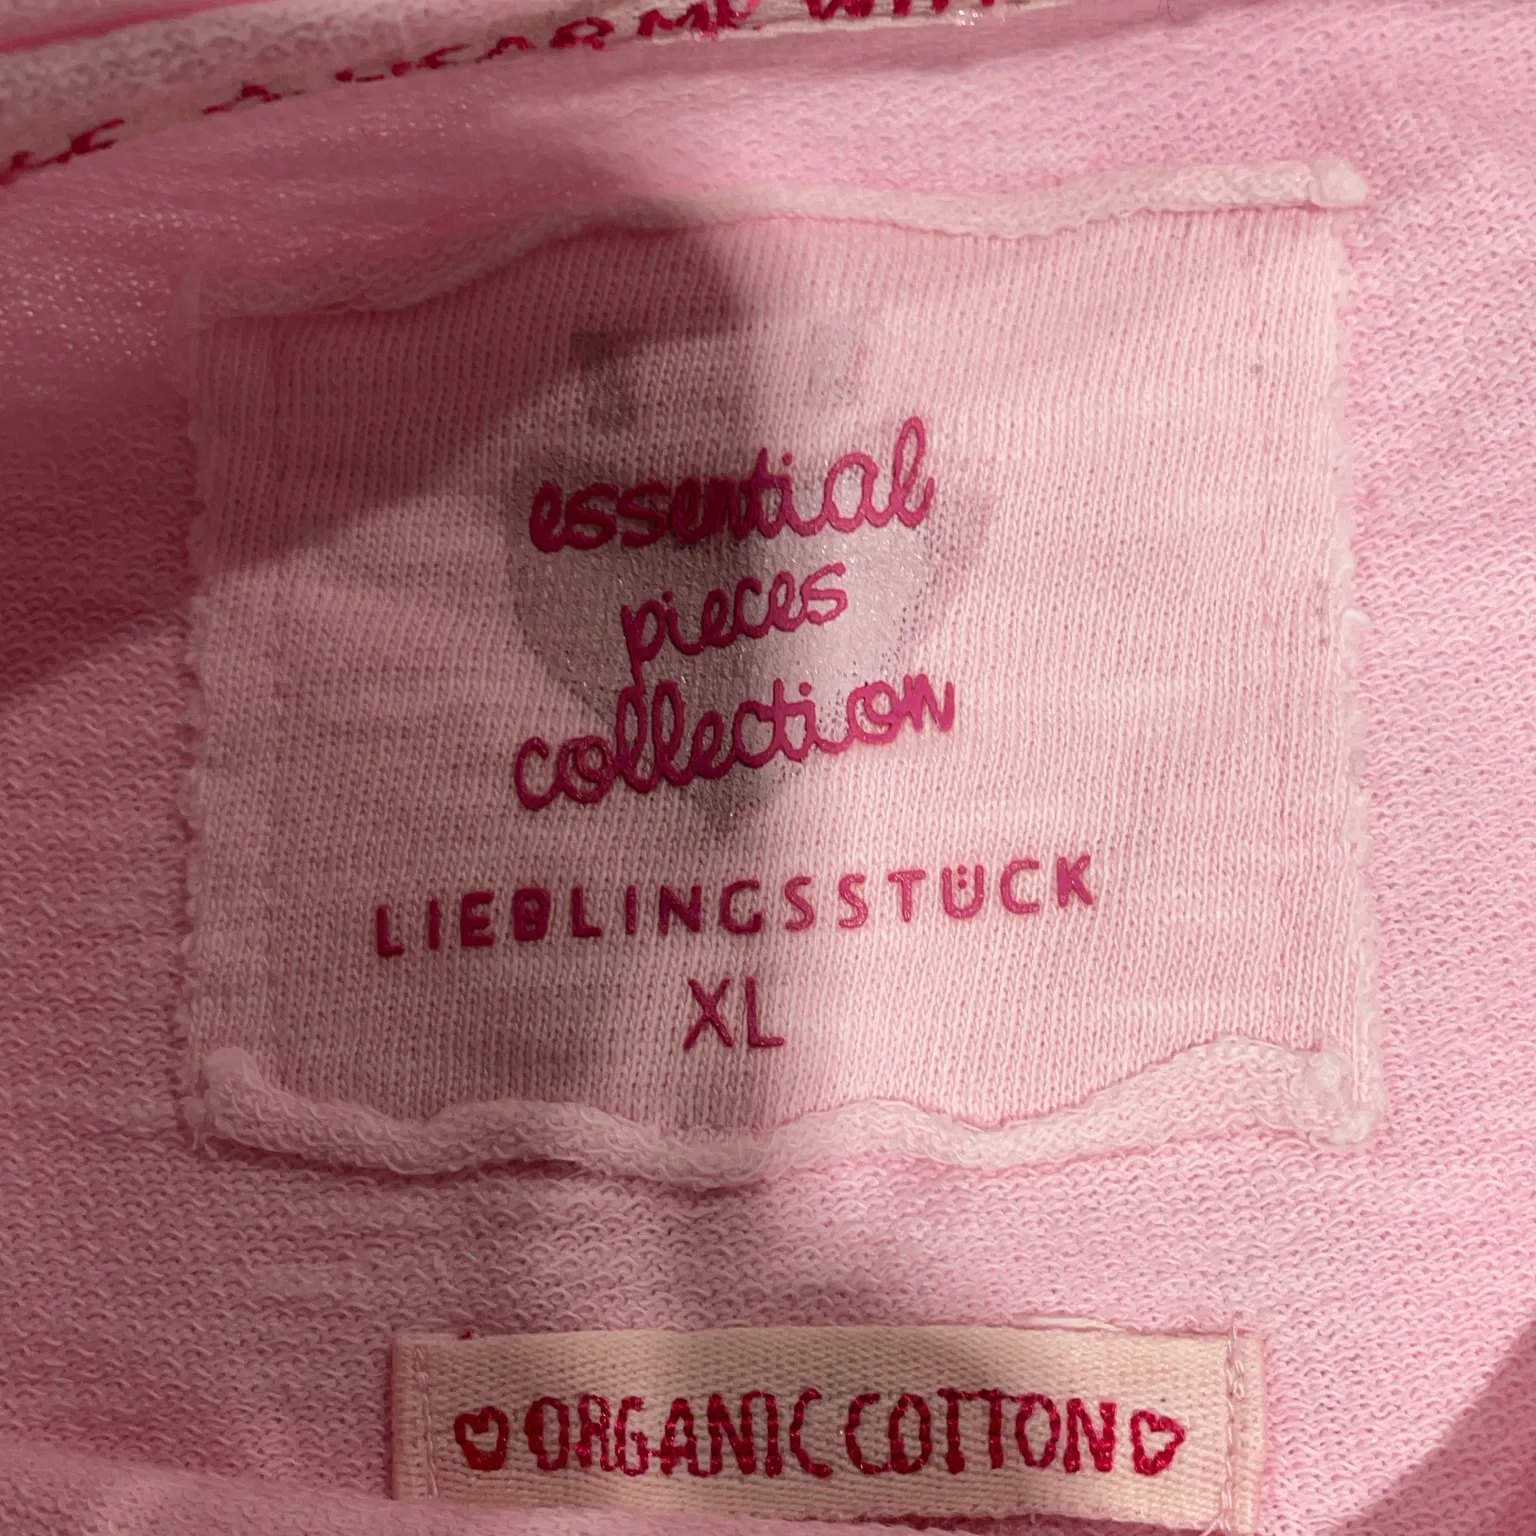 essential
pieces
collection
LIEBLINGSSTÜCK
XL
ORGANIC COTTON